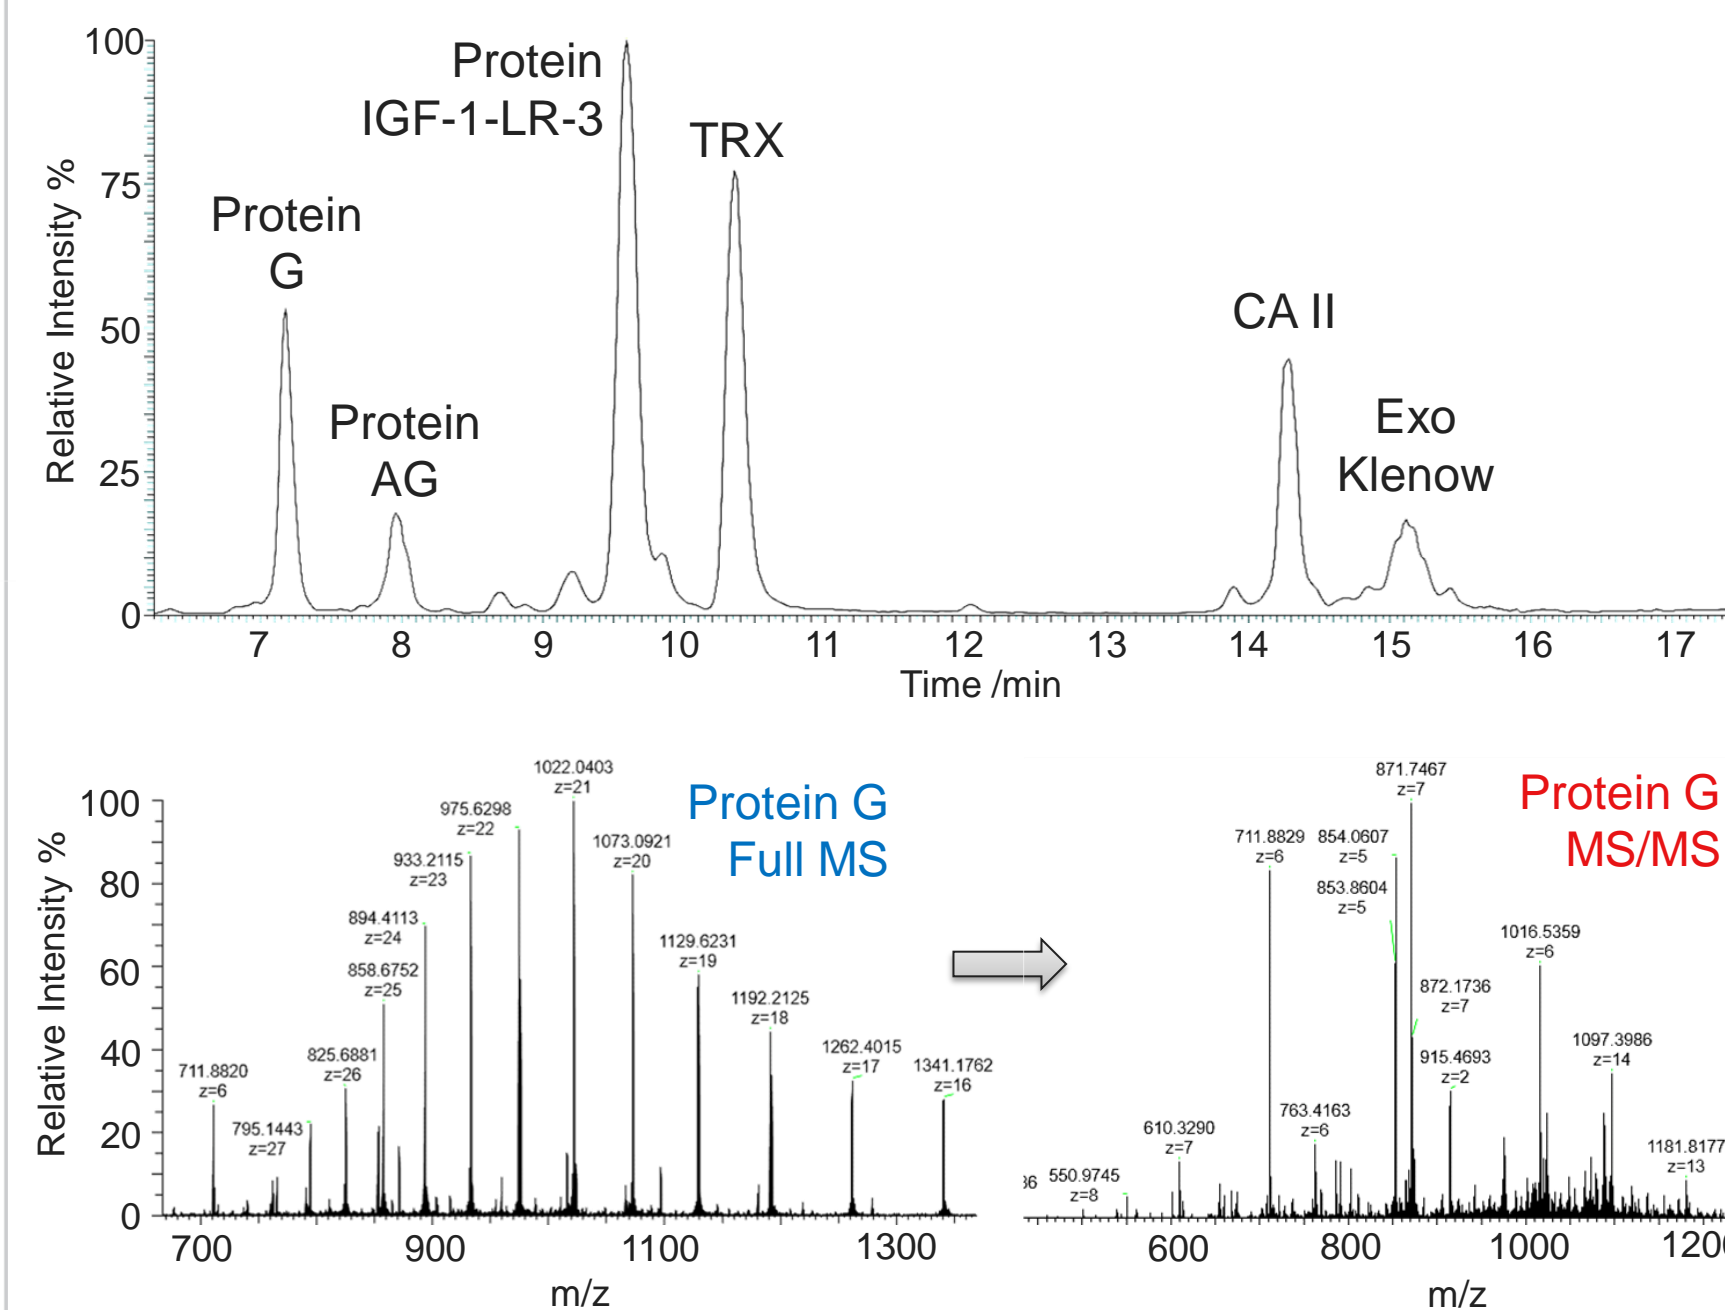 100
75
50
25
0
Relative Intensity %
Protein
G
Protein
AG
Protein
IGF-1-LR-3
TRX
CA II
Exo
Klenow
7 8 9 10 11 12 13 14 15 16 17
Time /min
100
80
60
40
20
0
Relative Intensity %
Protein G
Full MS
711.8820
z=6
795.1443
z=27
825.6881
z=26
858.6752
z=25
894.4113
z=24
933.2115
z=23
975.6298
z=22
1022.0403
z=21
1073.0921
z=20
1129.6231
z=19
1192.2125
z=18
1262.4015
z=17
1341.1762
z=16
700 900 1100 1300
m/z
Protein G
MS/MS
36
550.9745
z=8
610.3290
z=7
711.8829
z=6
763.4163
z=6
854.0607
z=5
853.8604
z=5
871.7467
z=7
872.1736
z=7
915.4693
z=2
1016.5359
z=6
1097.3986
z=14
1181.8177
z=13
600 800 1000
m/z